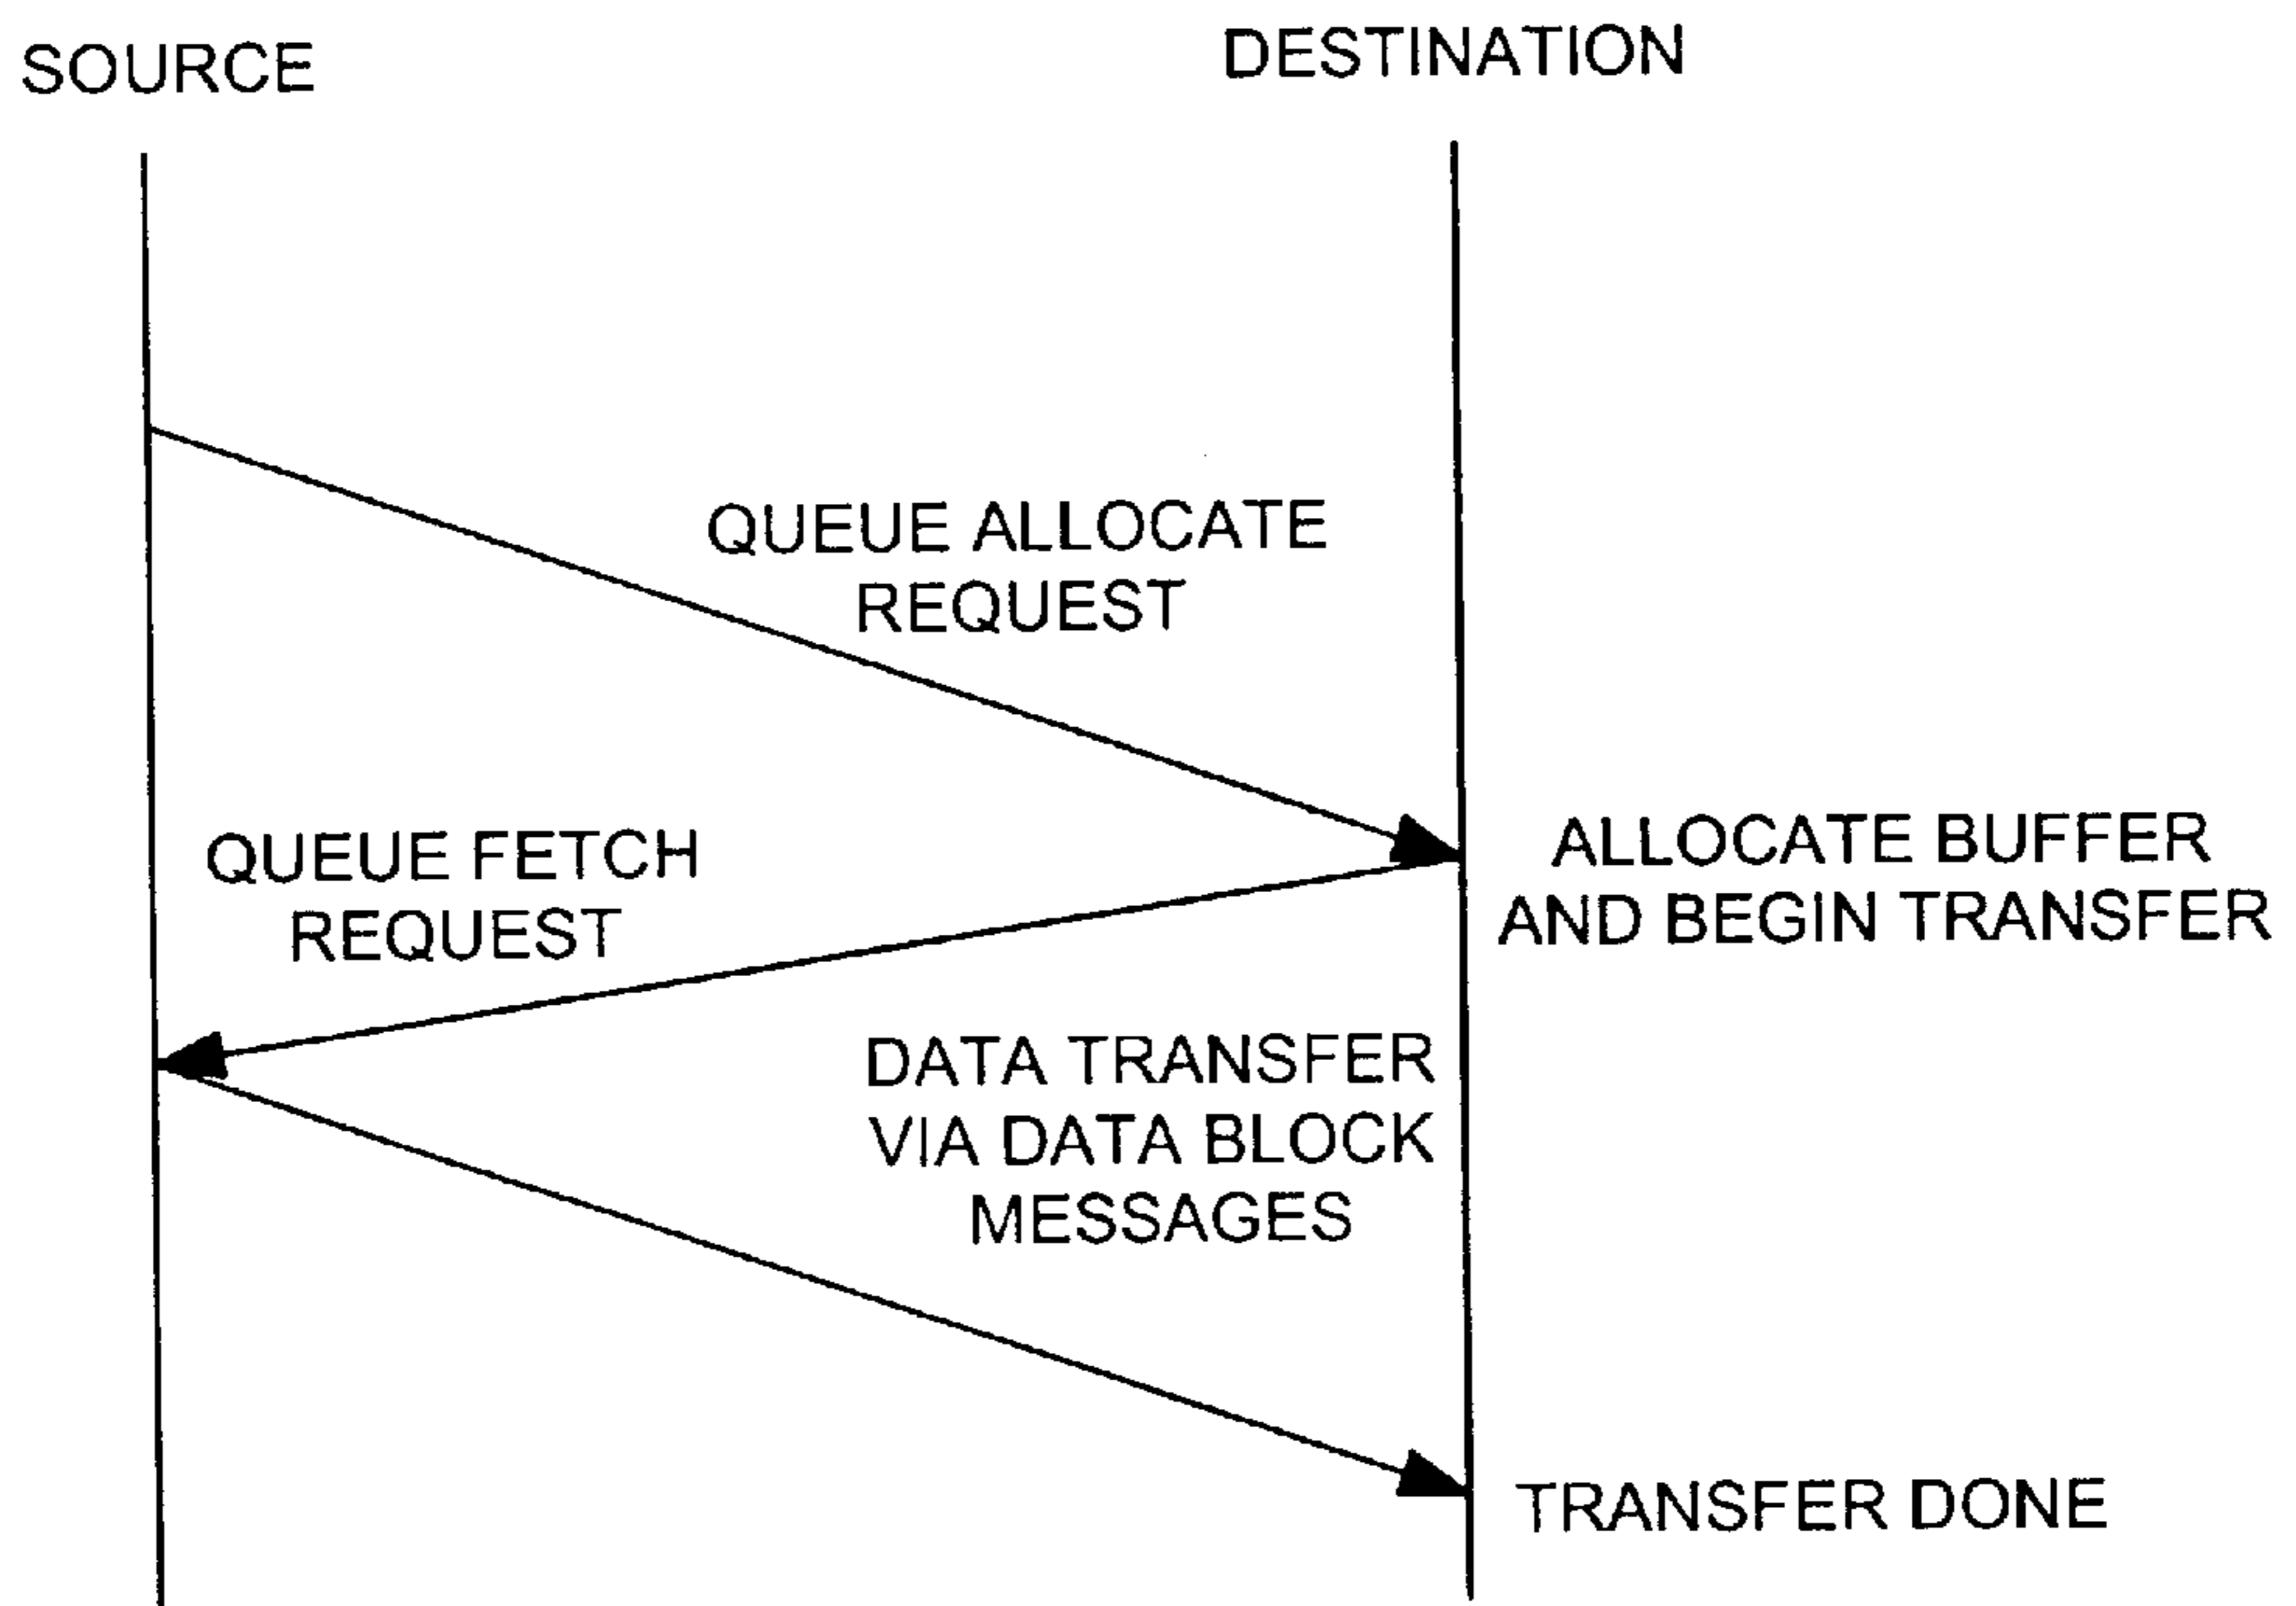 SOURCE
DESTINATION
QUEUE ALLOCATE
REQUEST
QUEUE FETCH
REQUEST
ALLOCATE BUFFER
AND BEGIN TRANSFER
DATA TRANSFER
VIA DATA BLOCK
MESSAGES
TRANSFER DONE